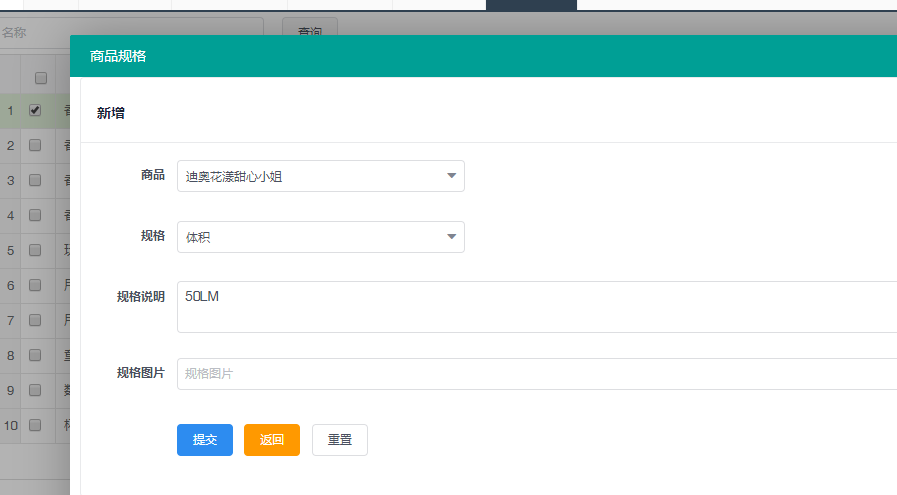 名称
查询
商品规格
新增
商品
迪奥花漾甜心小姐
规格
体积
规格说明
50LM
规格图片
规格图片
提交
返回
重置
1
2
3
4
5
6
7
8
9
10